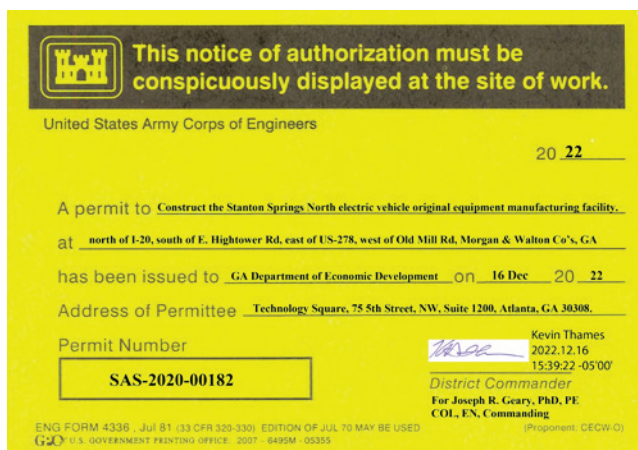 This notice of authorization must be
conspicuously displayed at the site of work.
United States Army Corps of Engineers
20 22
A permit to Construct the Stanton Springs North electric vehicle original equipment manufacturing facility.
at north of I-20, south of E. Hightower Rd, east of US-278, west of Old Mill Rd, Morgan & Walton Co's, GA
has been issued to GA Department of Economic Development on 16 Dec 20 22
Address of Permittee Technology Square, 75 5th Street, NW, Suite 1200, Atlanta, GA 30308.
Permit Number
SAS-2020-00182
Kevin Thames
2022.12.16
15:39:22 -05'00'
District Commander
For Joseph R. Geary, PhD, PE
COL, EN, Commanding
ENG FORM 4336 , Jul 81 (33 CFR 320-330) EDITION OF JUL 70 MAY BE USED (Proponent: CECW-O)
GPO U.S. GOVERNMENT PRINTING OFFICE: 2007 - 6495M - 05355